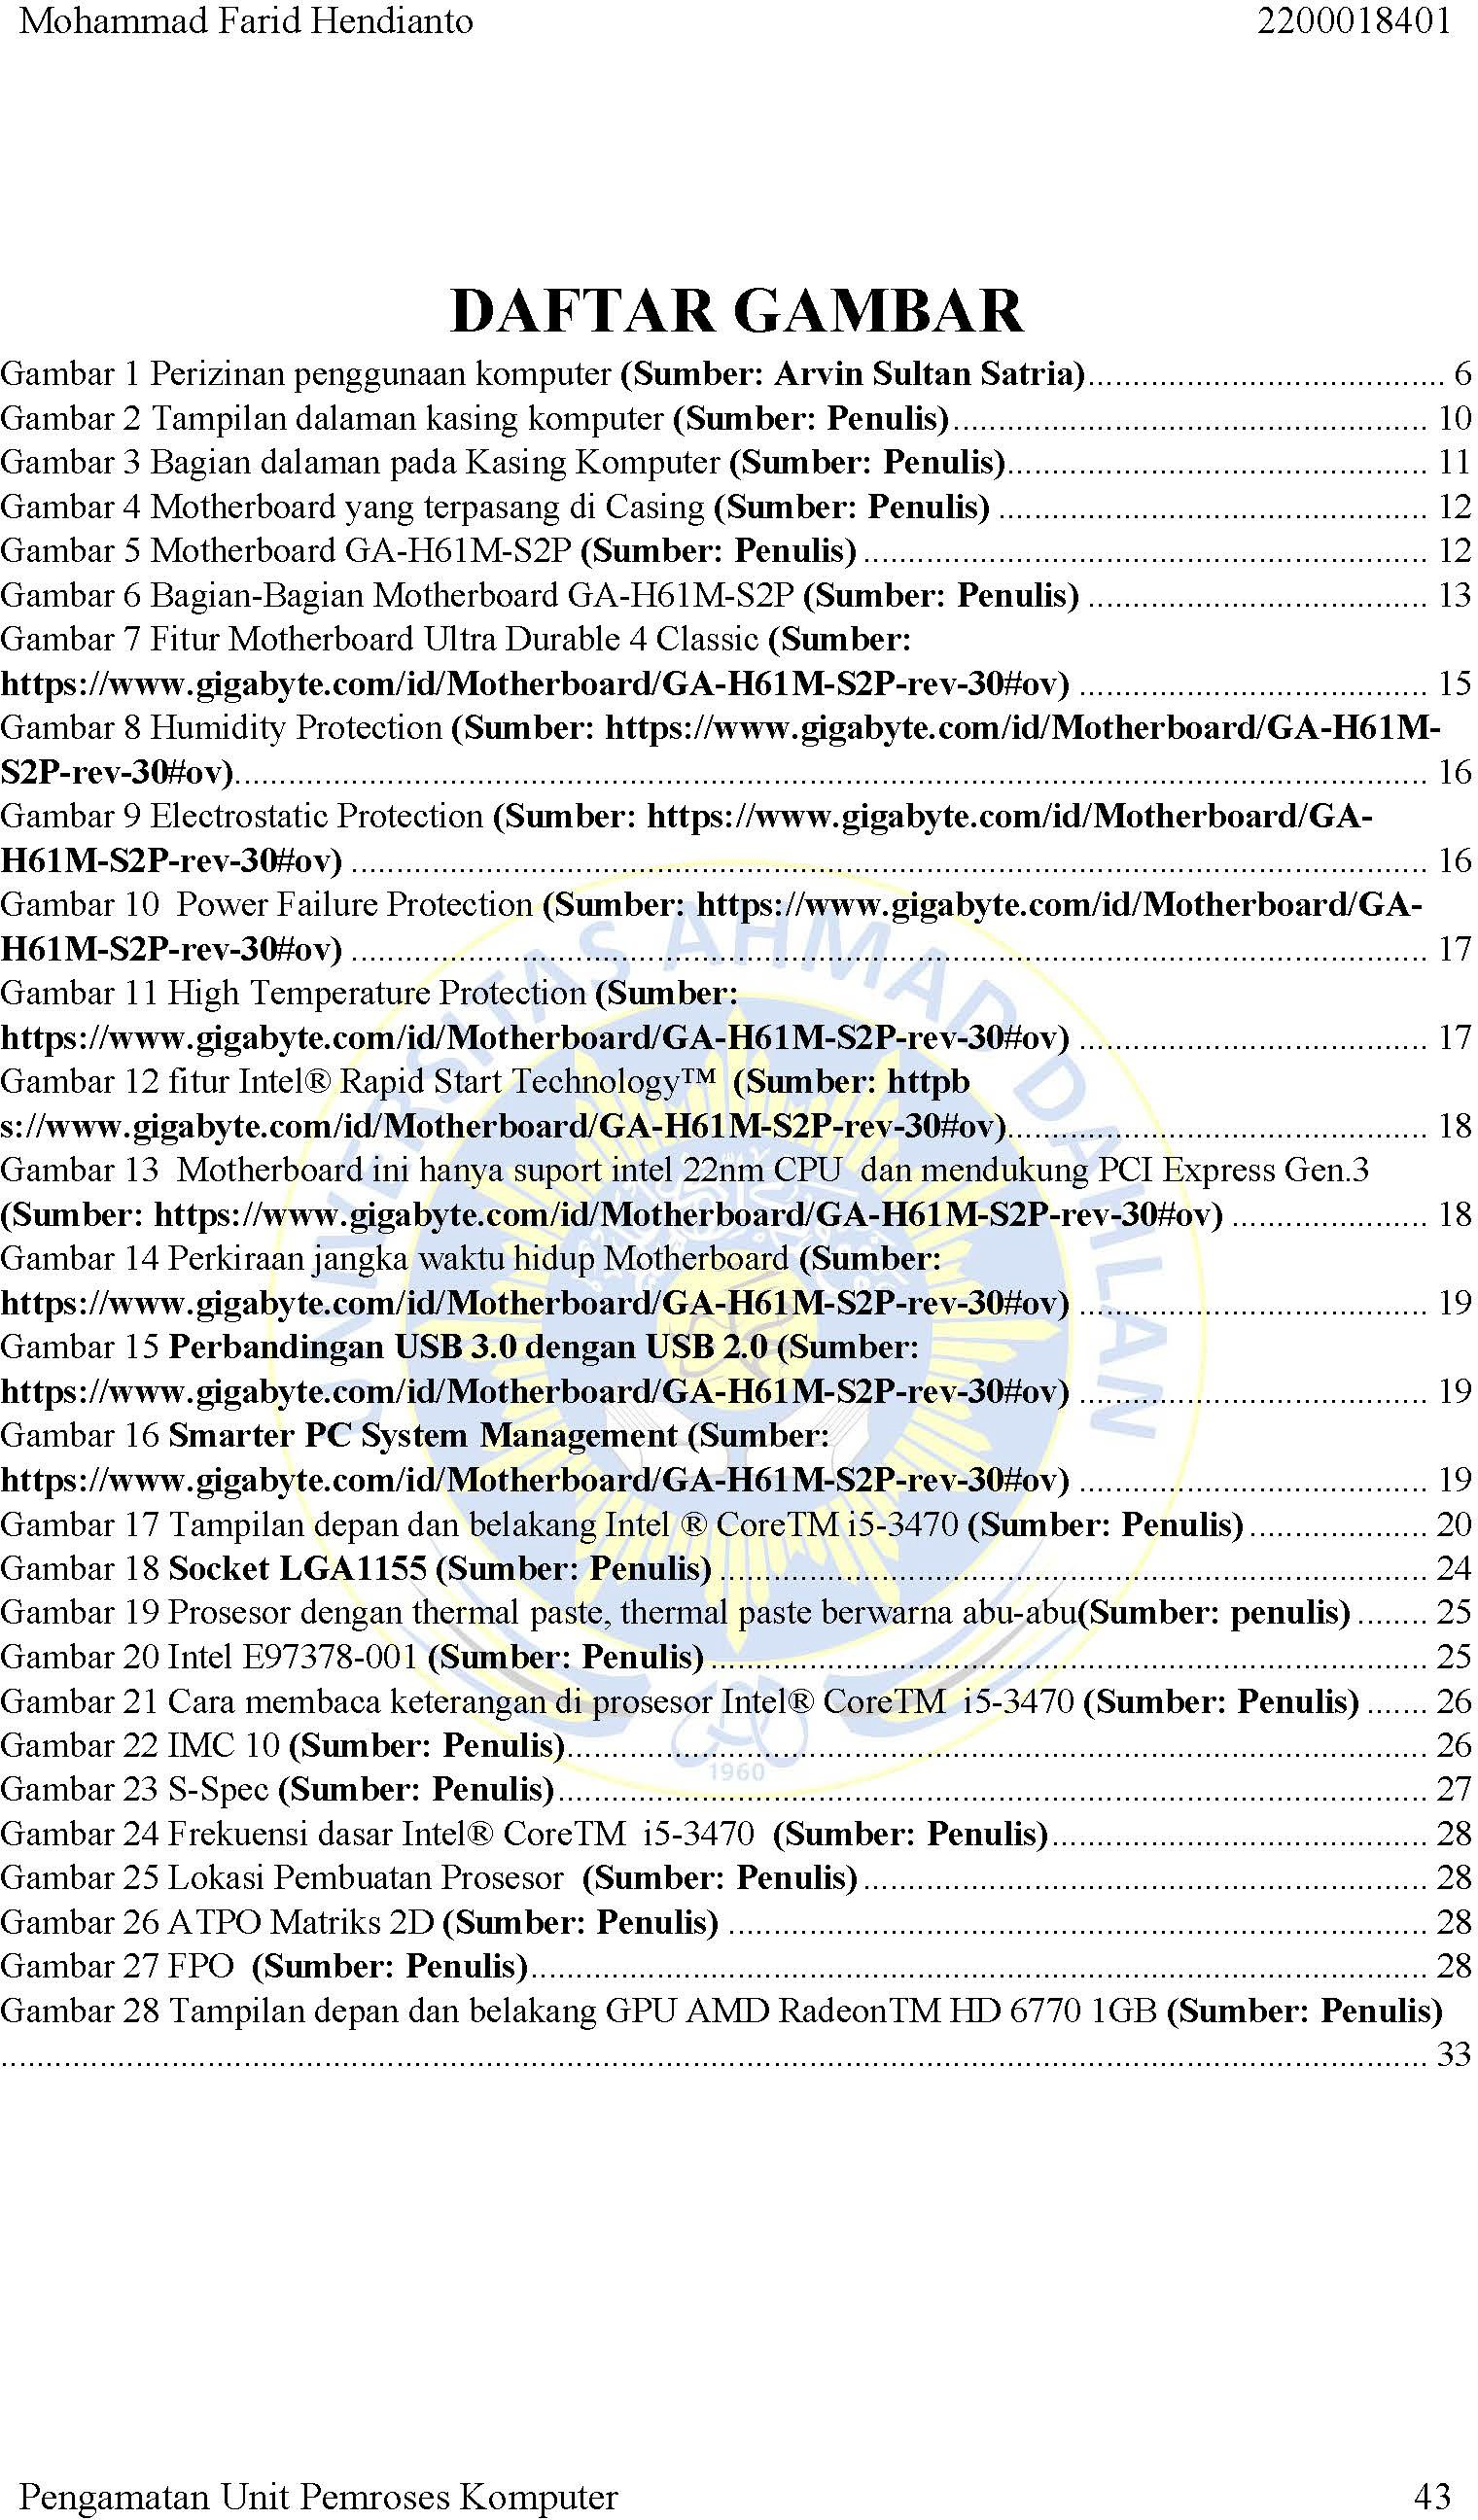 Mohammad Farid Hendianto 2200018401
DAFTAR GAMBAR
Gambar 1 Perizinan penggunaan komputer (Sumber: Arvin Sultan Satria)........................................ 6
Gambar 2 Tampilan dalaman kasing komputer (Sumber: Penulis)..................................................... 10
Gambar 3 Bagian dalaman pada Kasing Komputer (Sumber: Penulis)............................................... 11
Gambar 4 Motherboard yang terpasang di Casing (Sumber: Penulis) ................................................ 12
Gambar 5 Motherboard GA-H61M-S2P (Sumber: Penulis) ............................................................... 12
Gambar 6 Bagian-Bagian Motherboard GA-H61M-S2P (Sumber: Penulis) ...................................... 13
Gambar 7 Fitur Motherboard Ultra Durable 4 Classic (Sumber:
https://www.gigabyte.com/id/Motherboard/GA-H61M-S2P-rev-30#ov) ....................................... 15
Gambar 8 Humidity Protection (Sumber: https://www.gigabyte.com/id/Motherboard/GA-H61M-
S2P-rev-30#ov)..................................................................................................................................... 16
Gambar 9 Electrostatic Protection (Sumber: https://www.gigabyte.com/id/Motherboard/GA-
H61M-S2P-rev-30#ov) ........................................................................................................................ 16
Gambar 10  Power Failure Protection (Sumber: https://www.gigabyte.com/id/Motherboard/GA-
H61M-S2P-rev-30#ov) ........................................................................................................................ 17
Gambar 11 High Temperature Protection (Sumber:
https://www.gigabyte.com/id/Motherboard/GA-H61M-S2P-rev-30#ov) ....................................... 17
Gambar 12 fitur Intel® Rapid Start Technology™  (Sumber: httpb
s://www.gigabyte.com/id/Motherboard/GA-H61M-S2P-rev-30#ov)............................................... 18
Gambar 13  Motherboard ini hanya suport intel 22nm CPU  dan mendukung PCI Express Gen.3
(Sumber: https://www.gigabyte.com/id/Motherboard/GA-H61M-S2P-rev-30#ov) ...................... 18
Gambar 14 Perkiraan jangka waktu hidup Motherboard (Sumber:
https://www.gigabyte.com/id/Motherboard/GA-H61M-S2P-rev-30#ov) ....................................... 19
Gambar 15 Perbandingan USB 3.0 dengan USB 2.0 (Sumber:
https://www.gigabyte.com/id/Motherboard/GA-H61M-S2P-rev-30#ov) ....................................... 19
Gambar 16 Smarter PC System Management (Sumber:
https://www.gigabyte.com/id/Motherboard/GA-H61M-S2P-rev-30#ov) ....................................... 19
Gambar 17 Tampilan depan dan belakang Intel ® CoreTM i5-3470 (Sumber: Penulis).................... 20
Gambar 18 Socket LGA1155 (Sumber: Penulis) ............................................................................... 24
Gambar 19 Prosesor dengan thermal paste, thermal paste berwarna abu-abu(Sumber: penulis) ........ 25
Gambar 20 Intel E97378-001 (Sumber: Penulis)................................................................................ 25
Gambar 21 Cara membaca keterangan di prosesor Intel® CoreTM  i5-3470 (Sumber: Penulis) ....... 26
Gambar 22 IMC 10 (Sumber: Penulis)................................................................................................ 26
Gambar 23 S-Spec (Sumber: Penulis)................................................................................................. 27
Gambar 24 Frekuensi dasar Intel® CoreTM  i5-3470  (Sumber: Penulis).......................................... 28
Gambar 25 Lokasi Pembuatan Prosesor  (Sumber: Penulis) ............................................................... 28
Gambar 26 ATPO Matriks 2D (Sumber: Penulis) .............................................................................. 28
Gambar 27 FPO  (Sumber: Penulis).................................................................................................... 28
Gambar 28 Tampilan depan dan belakang GPU AMD RadeonTM HD 6770 1GB (Sumber: Penulis)
............................................................................................................................................................... 33
UNIVERSITAS AHMAD DAHLAN
1960
Pengamatan Unit Pemroses Komputer 43